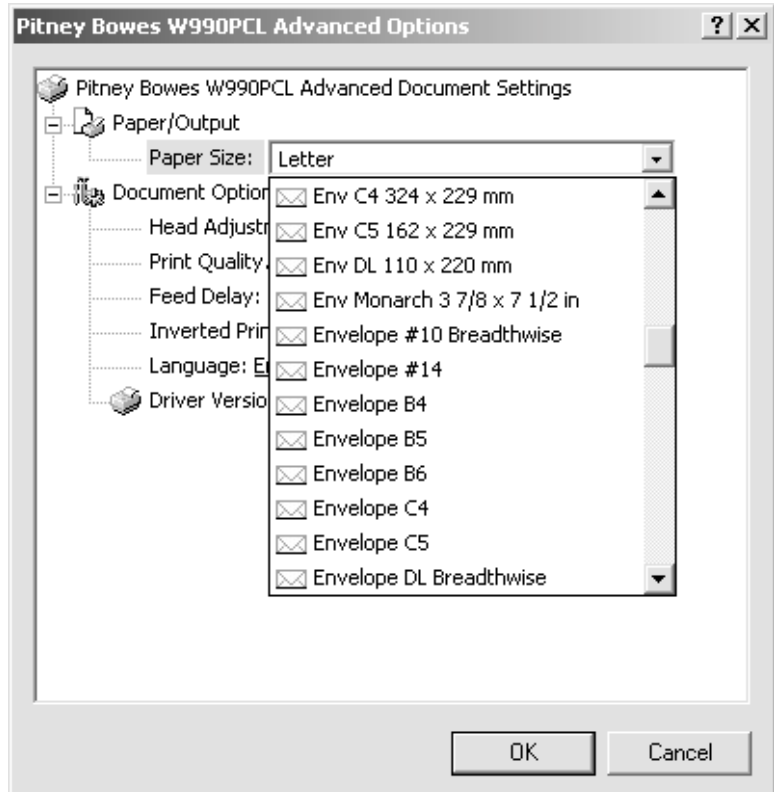 Pitney Bowes W990PCL Advanced Options
Pitney Bowes W990PCL Advanced Document Settings
Paper/Output
Paper Size: Letter
Document Option
Head Adjustr
Print Quality
Feed Delay:
Inverted Prin
Language: E
Driver Versio
Env C4 324 x 229 mm
Env C5 162 x 229 mm
Env DL 110 x 220 mm
Env Monarch 3 7/8 x 7 1/2 in
Envelope #10 Breadthwise
Envelope #14
Envelope B4
Envelope B5
Envelope B6
Envelope C4
Envelope C5
Envelope DL Breadthwise
OK
Cancel